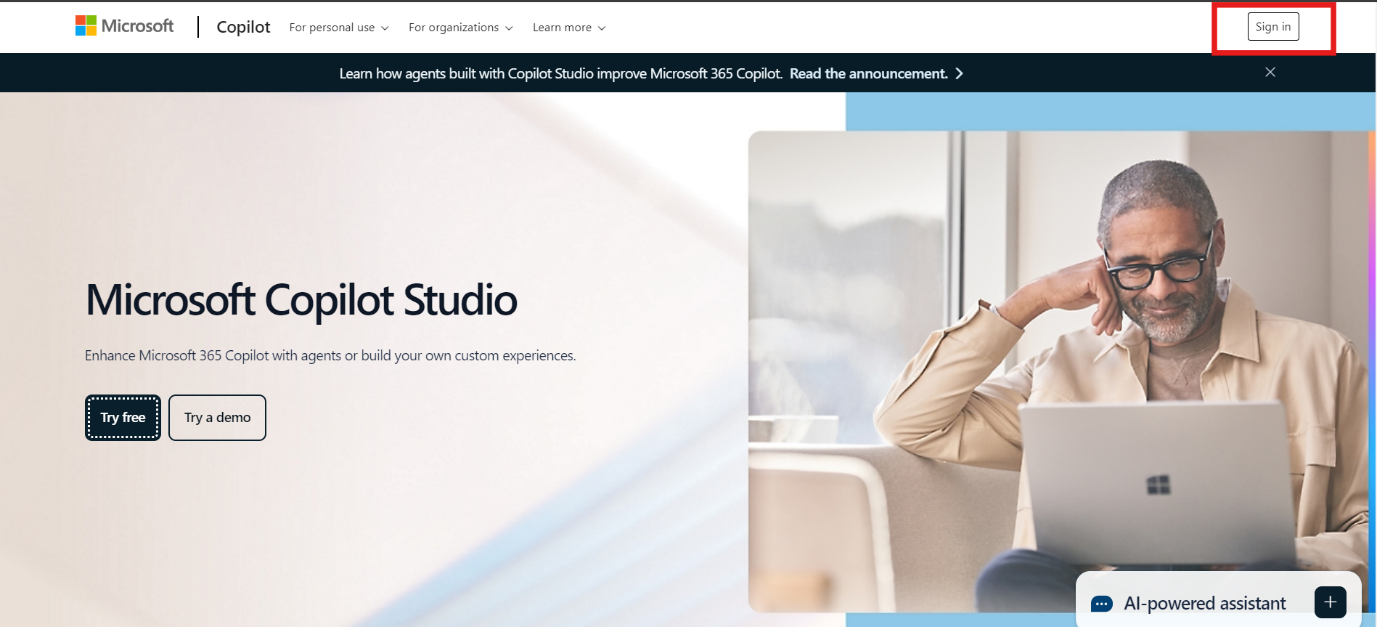 Microsoft Copilot For personal use For organizations Learn more Sign in
Learn how agents built with Copilot Studio improve Microsoft 365 Copilot. Read the announcement.
Microsoft Copilot Studio
Enhance Microsoft 365 Copilot with agents or build your own custom experiences.
Try free Try a demo
AI-powered assistant